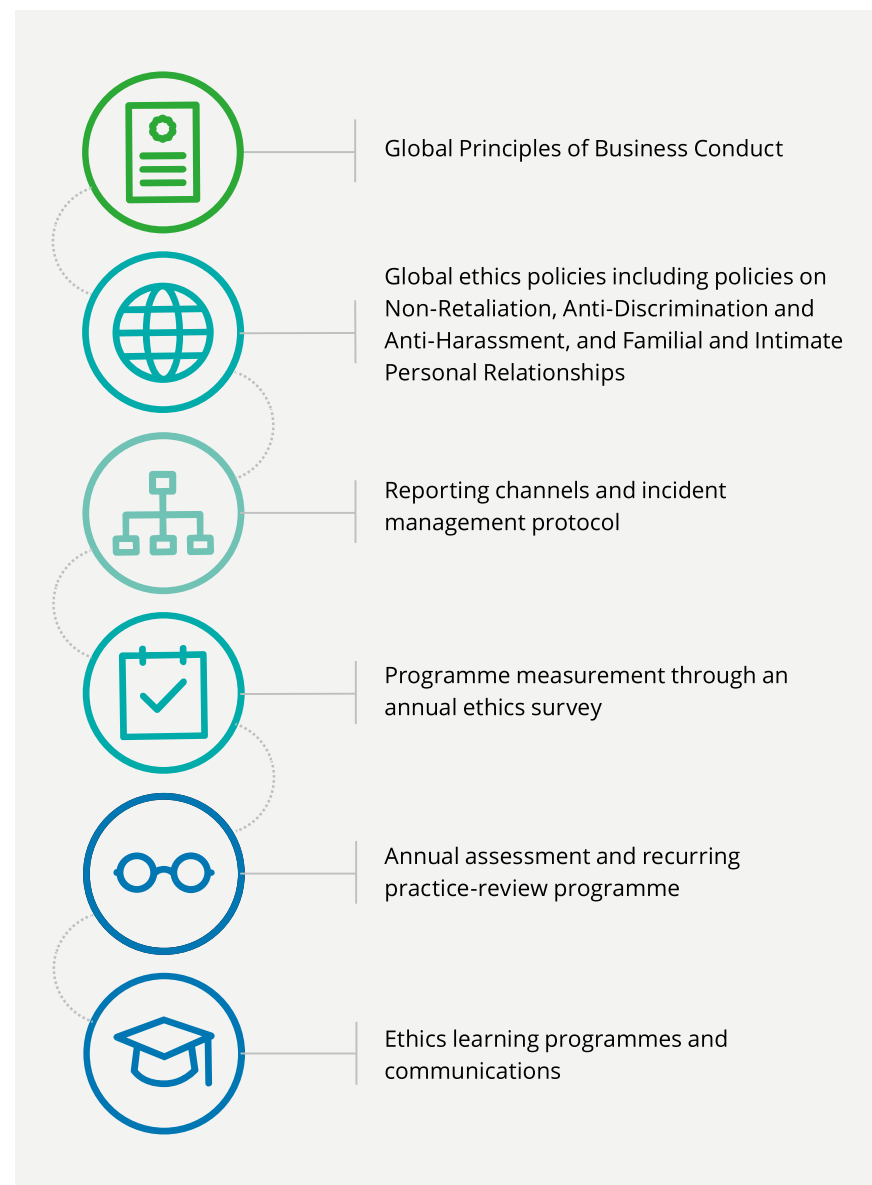 Global Principles of Business Conduct
Global ethics policies including policies on
Non-Retaliation, Anti-Discrimination and
Anti-Harassment, and Familial and Intimate
Personal Relationships
Reporting channels and incident
management protocol
Programme measurement through an
annual ethics survey
Annual assessment and recurring
practice-review programme
Ethics learning programmes and
communications